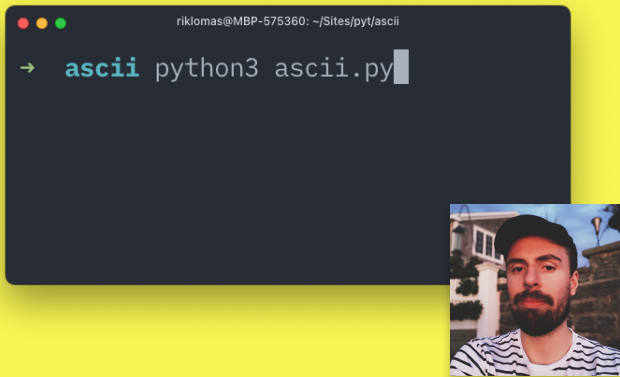 riklomas@MBP-575360: ~/Sites/pyt/ascii
➜ ascii python3 ascii.py